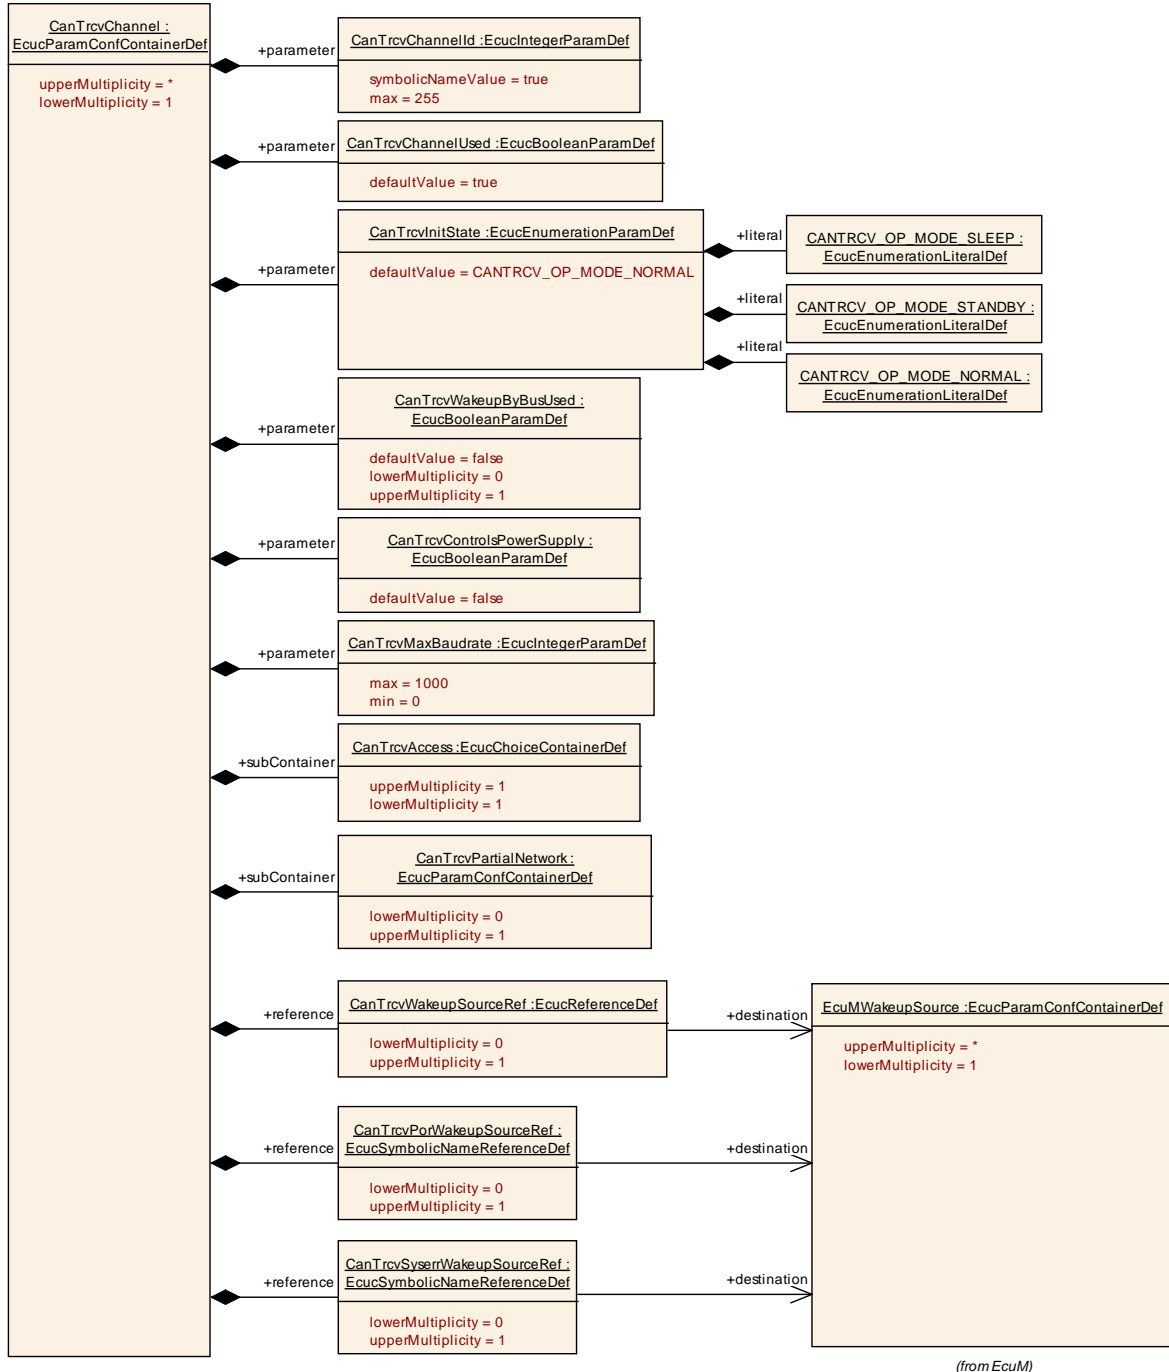 CanTrcvChannel :
EcucParamConfContainerDef
upperMultiplicity = *
lowerMultiplicity = 1
+parameter
CanTrcvChannelId :EcucIntegerParamDef
symbolicNameValue = true
max = 255
+parameter
CanTrcvChannelUsed :EcucBooleanParamDef
defaultValue = true
+parameter
CanTrcvInitState :EcucEnumerationParamDef
defaultValue = CANTRCV_OP_MODE_NORMAL
+literal
CANTRCV_OP_MODE_SLEEP :
EcucEnumerationLiteralDef
+literal
CANTRCV_OP_MODE_STANDBY :
EcucEnumerationLiteralDef
+literal
CANTRCV_OP_MODE_NORMAL :
EcucEnumerationLiteralDef
+parameter
CanTrcvWakeupByBusUsed :
EcucBooleanParamDef
defaultValue = false
lowerMultiplicity = 0
upperMultiplicity = 1
+parameter
CanTrcvControlsPowerSupply :
EcucBooleanParamDef
defaultValue = false
+parameter
CanTrcvMaxBaudrate :EcucIntegerParamDef
max = 1000
min = 0
+subContainer
CanTrcvAccess :EcucChoiceContainerDef
upperMultiplicity = 1
lowerMultiplicity = 1
+subContainer
CanTrcvPartialNetwork :
EcucParamConfContainerDef
lowerMultiplicity = 0
upperMultiplicity = 1
+reference
CanTrcvWakeupSourceRef :EcucReferenceDef
lowerMultiplicity = 0
upperMultiplicity = 1
+destination
EcuMWakeupSource :EcucParamConfContainerDef
upperMultiplicity = *
lowerMultiplicity = 1
+reference
CanTrcvPorWakeupSourceRef :
EcucSymbolicNameReferenceDef
lowerMultiplicity = 0
upperMultiplicity = 1
+destination
+reference
CanTrcvSyserrWakeupSourceRef :
EcucSymbolicNameReferenceDef
lowerMultiplicity = 0
upperMultiplicity = 1
+destination
(from EcuM)